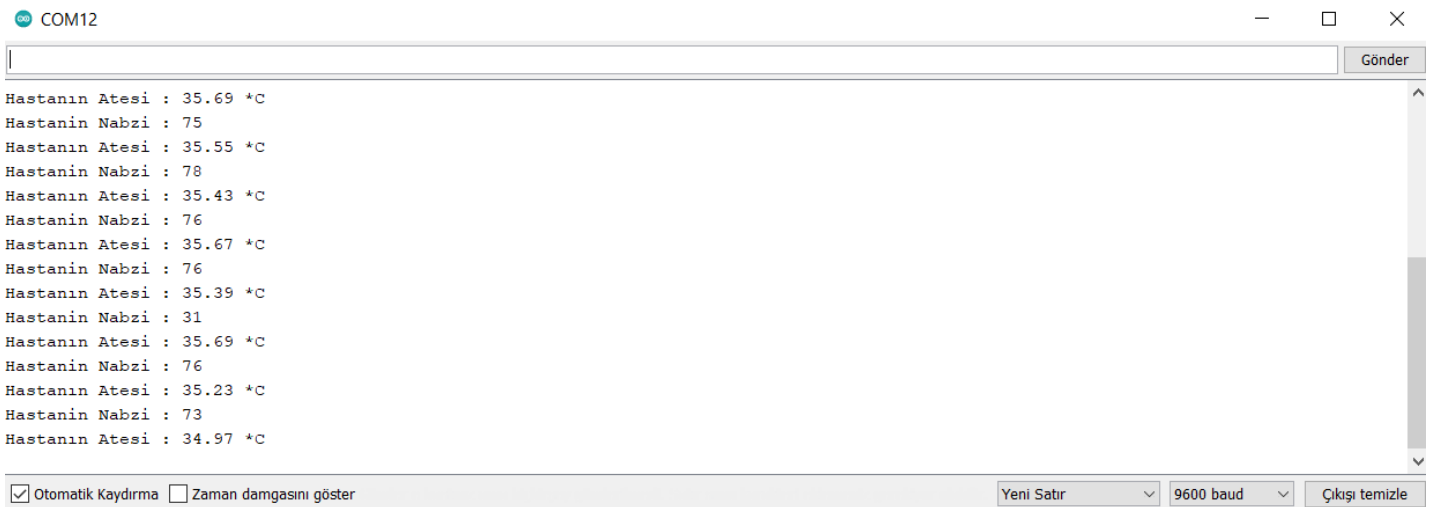 COM12
Gönder
Hastanın Atesi : 35.69 *C
Hastanin Nabzi : 75
Hastanın Atesi : 35.55 *C
Hastanin Nabzi : 78
Hastanın Atesi : 35.43 *C
Hastanin Nabzi : 76
Hastanın Atesi : 35.67 *C
Hastanin Nabzi : 76
Hastanın Atesi : 35.39 *C
Hastanin Nabzi : 31
Hastanın Atesi : 35.69 *C
Hastanin Nabzi : 76
Hastanın Atesi : 35.23 *C
Hastanin Nabzi : 73
Hastanın Atesi : 34.97 *C
Otomatik Kaydırma Zaman damgasını göster Yeni Satır 9600 baud Çıkışı temizle